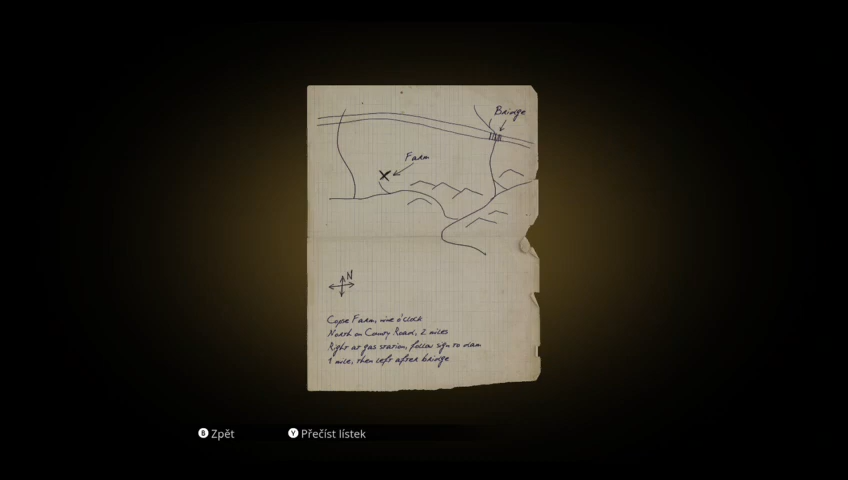 Bridge
Farm
N
Copse Farm, nine o'clock
North on County Road, 2 miles
Right at gas station, follow sign to dam
1 mile, then left after bridge
B Zpět
Y Přečíst lístek